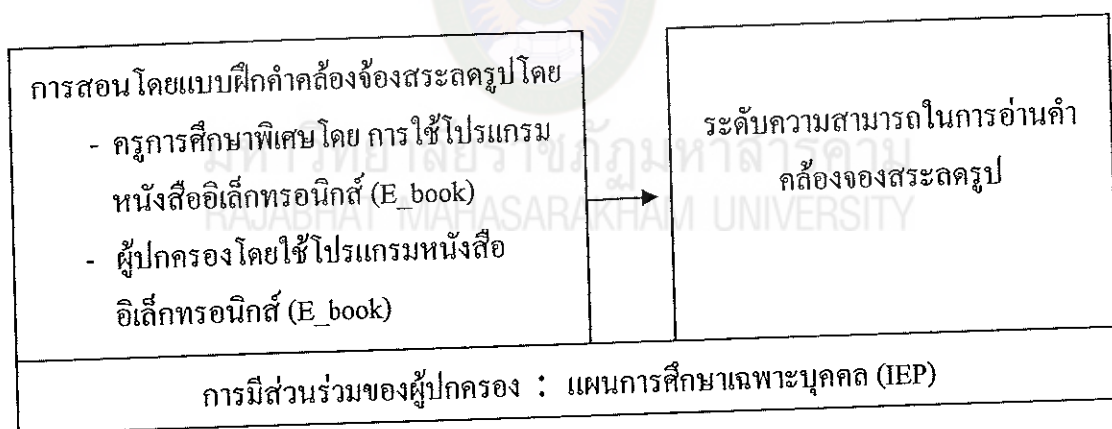 การสอนโดยแบบฝึกคำคล้องจ้องสระลดรูปโดย
- ครูการศึกษาพิเศษโดย การใช้โปรแกรม
หนังสืออิเล็กทรอนิกส์ (E_book)
- ผู้ปกครองโดยใช้โปรแกรมหนังสือ
อิเล็กทรอนิกส์ (E_book)
ระดับความสามารถในการอ่านคำ
คล้องจองสระลดรูป
มหาวิทยาลัยราชภัฏมหาสารคาม
RAJABHAT MAHASARAKHAM UNIVERSITY
การมีส่วนร่วมของผู้ปกครอง : แผนการศึกษาเฉพาะบุคคล (IEP)